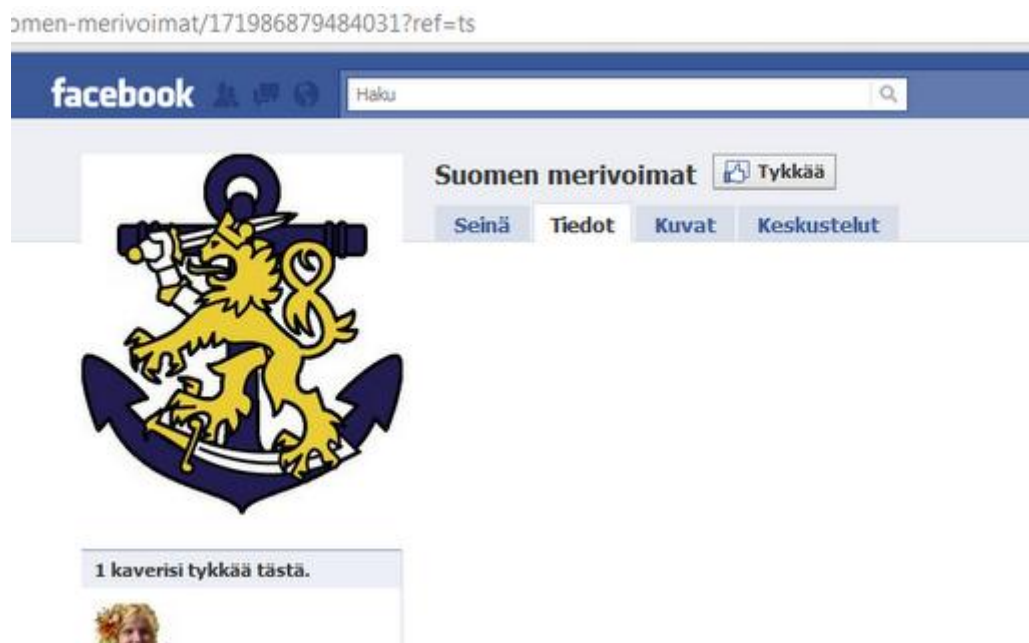 omen-merivoimat/171986879484031?ref=ts
facebook Haku
Suomen merivoimat Tykkää
Seinä Tiedot Kuvat Keskustelut
1 kaverisi tykkää tästä.